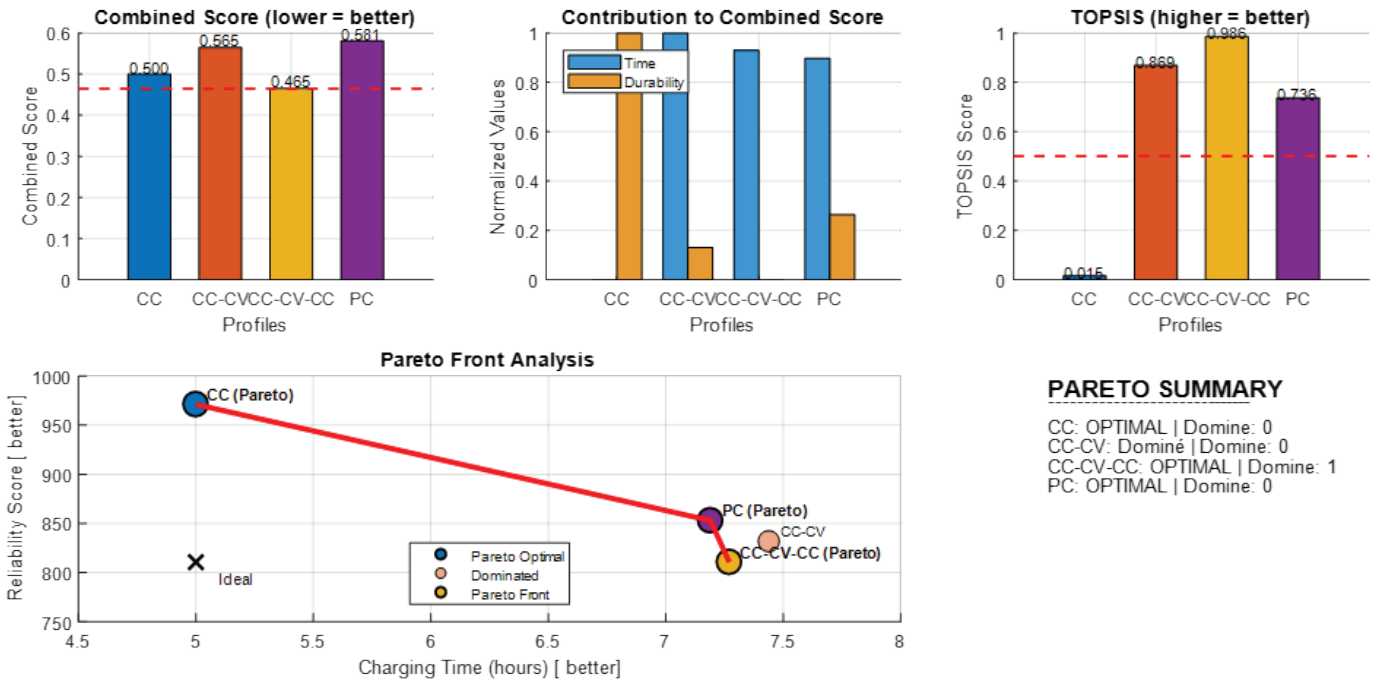 Combined Score (lower = better)
0.6
0.5
0.4
0.3
0.2
0.1
0
0.500
0.565
0.465
0.581
CC
CC-CV
CC-CV-CC
PC
Combined Score
Profiles
Contribution to Combined Score
1
0.8
0.6
0.4
0.2
0
Time
Durability
CC
CC-CV
CC-CV-CC
PC
Normalized Values
Profiles
TOPSIS (higher = better)
1
0.8
0.6
0.4
0.2
0
0.015
0.869
0.986
0.736
CC
CC-CV
CC-CV-CC
PC
TOPSIS Score
Profiles
Pareto Front Analysis
1000
950
900
850
800
750
CC (Pareto)
PC (Pareto)
CC-CV
CC-CV-CC (Pareto)
Ideal
Pareto Optimal
Dominated
Pareto Front
4.5
5
5.5
6
6.5
7
7.5
8
Reliability Score [ better]
Charging Time (hours) [ better]
PARETO SUMMARY
--------------------------------
CC: OPTIMAL | Domine: 0
CC-CV: Dominé | Domine: 0
CC-CV-CC: OPTIMAL | Domine: 1
PC: OPTIMAL | Domine: 0